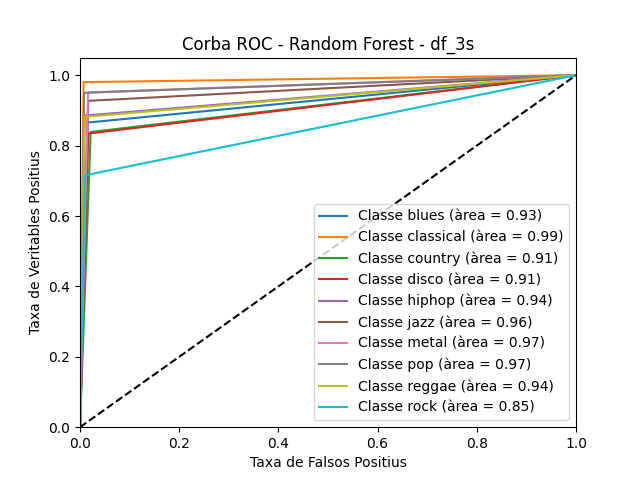 Corba ROC - Random Forest - df_3s
Taxa de Veritables Positius
1.0
0.8
0.6
0.4
0.2
0.0
Classe blues (àrea = 0.93)
Classe classical (àrea = 0.99)
Classe country (àrea = 0.91)
Classe disco (àrea = 0.91)
Classe hiphop (àrea = 0.94)
Classe jazz (àrea = 0.96)
Classe metal (àrea = 0.97)
Classe pop (àrea = 0.97)
Classe reggae (àrea = 0.94)
Classe rock (àrea = 0.85)
0.0 0.2 0.4 0.6 0.8 1.0
Taxa de Falsos Positius